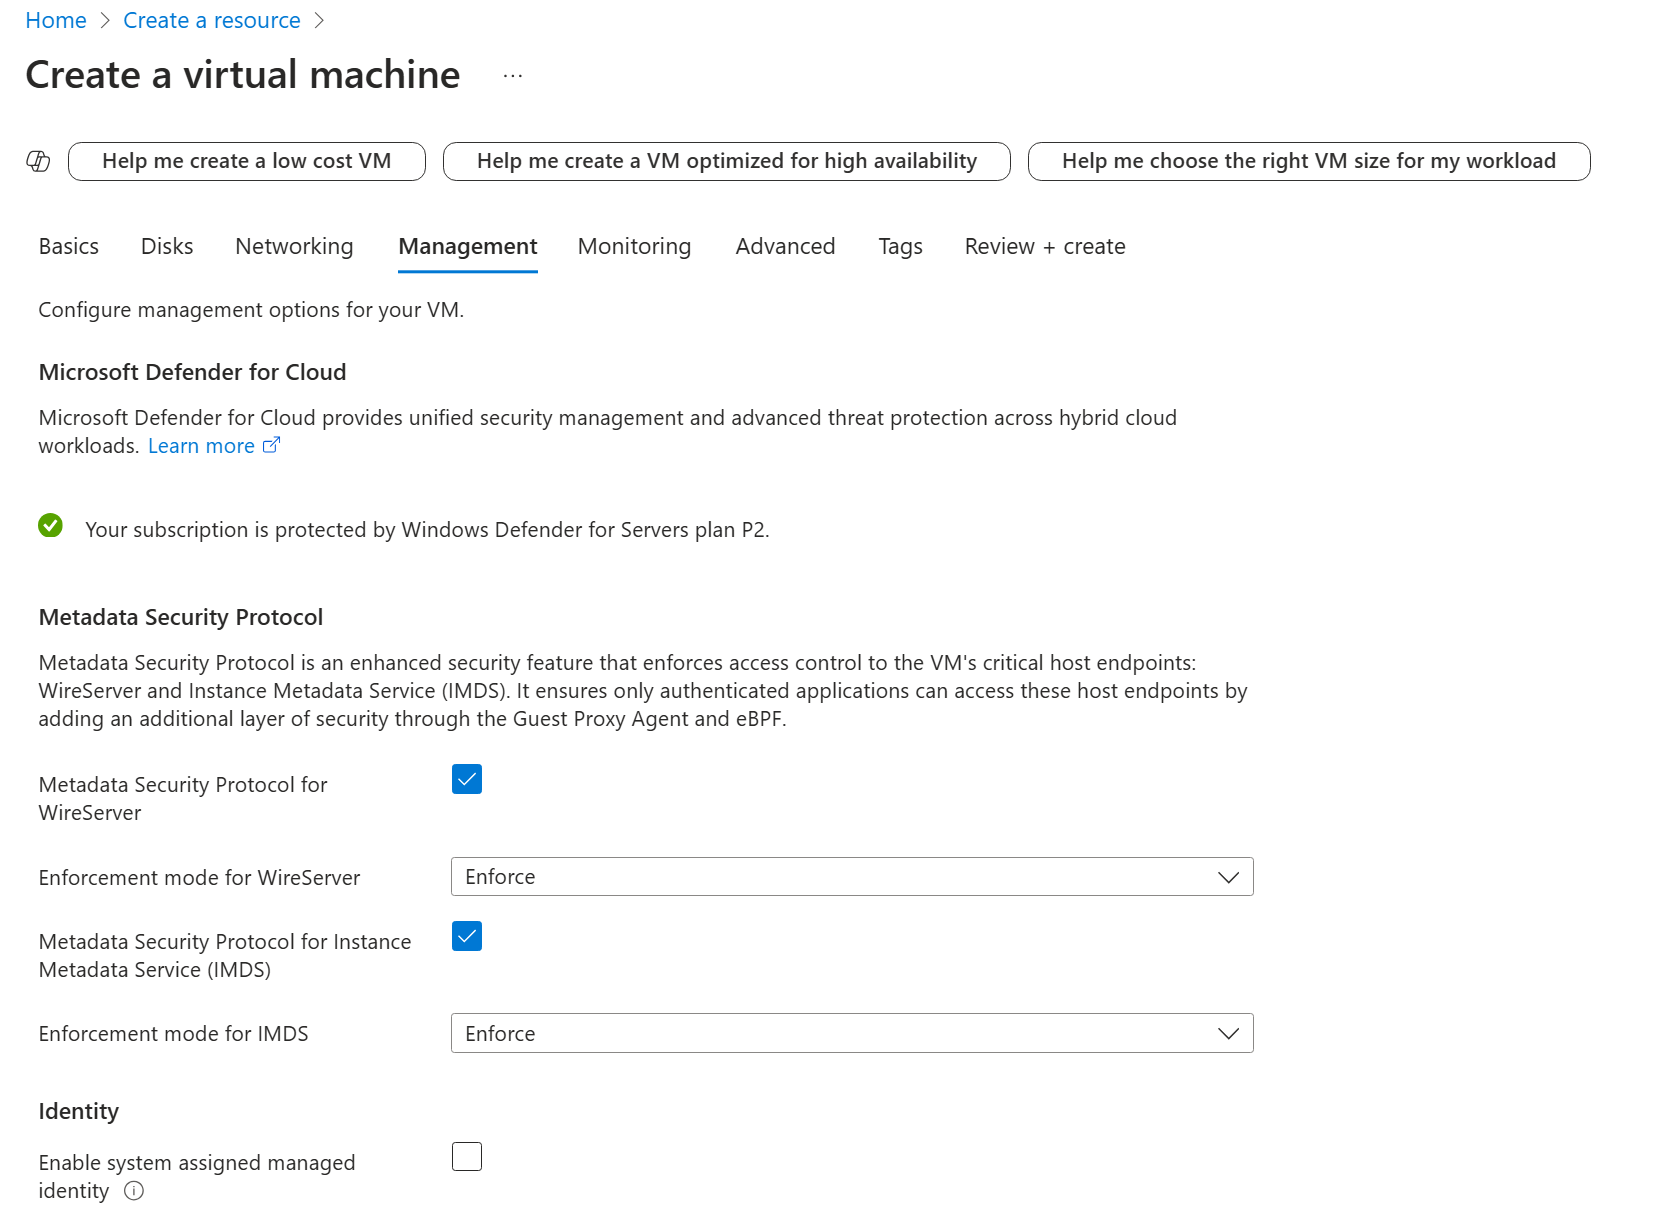 Home > Create a resource >
Create a virtual machine ...
Help me create a low cost VM
Help me create a VM optimized for high availability
Help me choose the right VM size for my workload
Basics Disks Networking Management Monitoring Advanced Tags Review + create
Configure management options for your VM.
Microsoft Defender for Cloud
Microsoft Defender for Cloud provides unified security management and advanced threat protection across hybrid cloud
workloads. Learn more
Your subscription is protected by Windows Defender for Servers plan P2.
Metadata Security Protocol
Metadata Security Protocol is an enhanced security feature that enforces access control to the VM's critical host endpoints:
WireServer and Instance Metadata Service (IMDS). It ensures only authenticated applications can access these host endpoints by
adding an additional layer of security through the Guest Proxy Agent and eBPF.
Metadata Security Protocol for
WireServer
Enforcement mode for WireServer Enforce
Metadata Security Protocol for Instance
Metadata Service (IMDS)
Enforcement mode for IMDS Enforce
Identity
Enable system assigned managed
identity